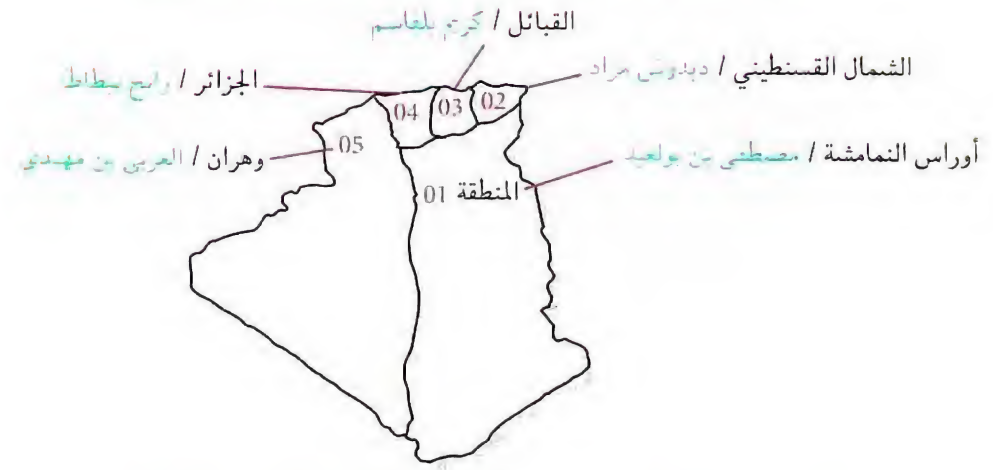 القبائل / كريم بلقاسم
الشمال القسنطيني / ديدوش مراد
الجزائر / رابح بيطاط
02
03
04
05
وهران / العربي بن مهيدي
أوراس النمامشة / مصطفى بن بولعيد
المنطقة 01